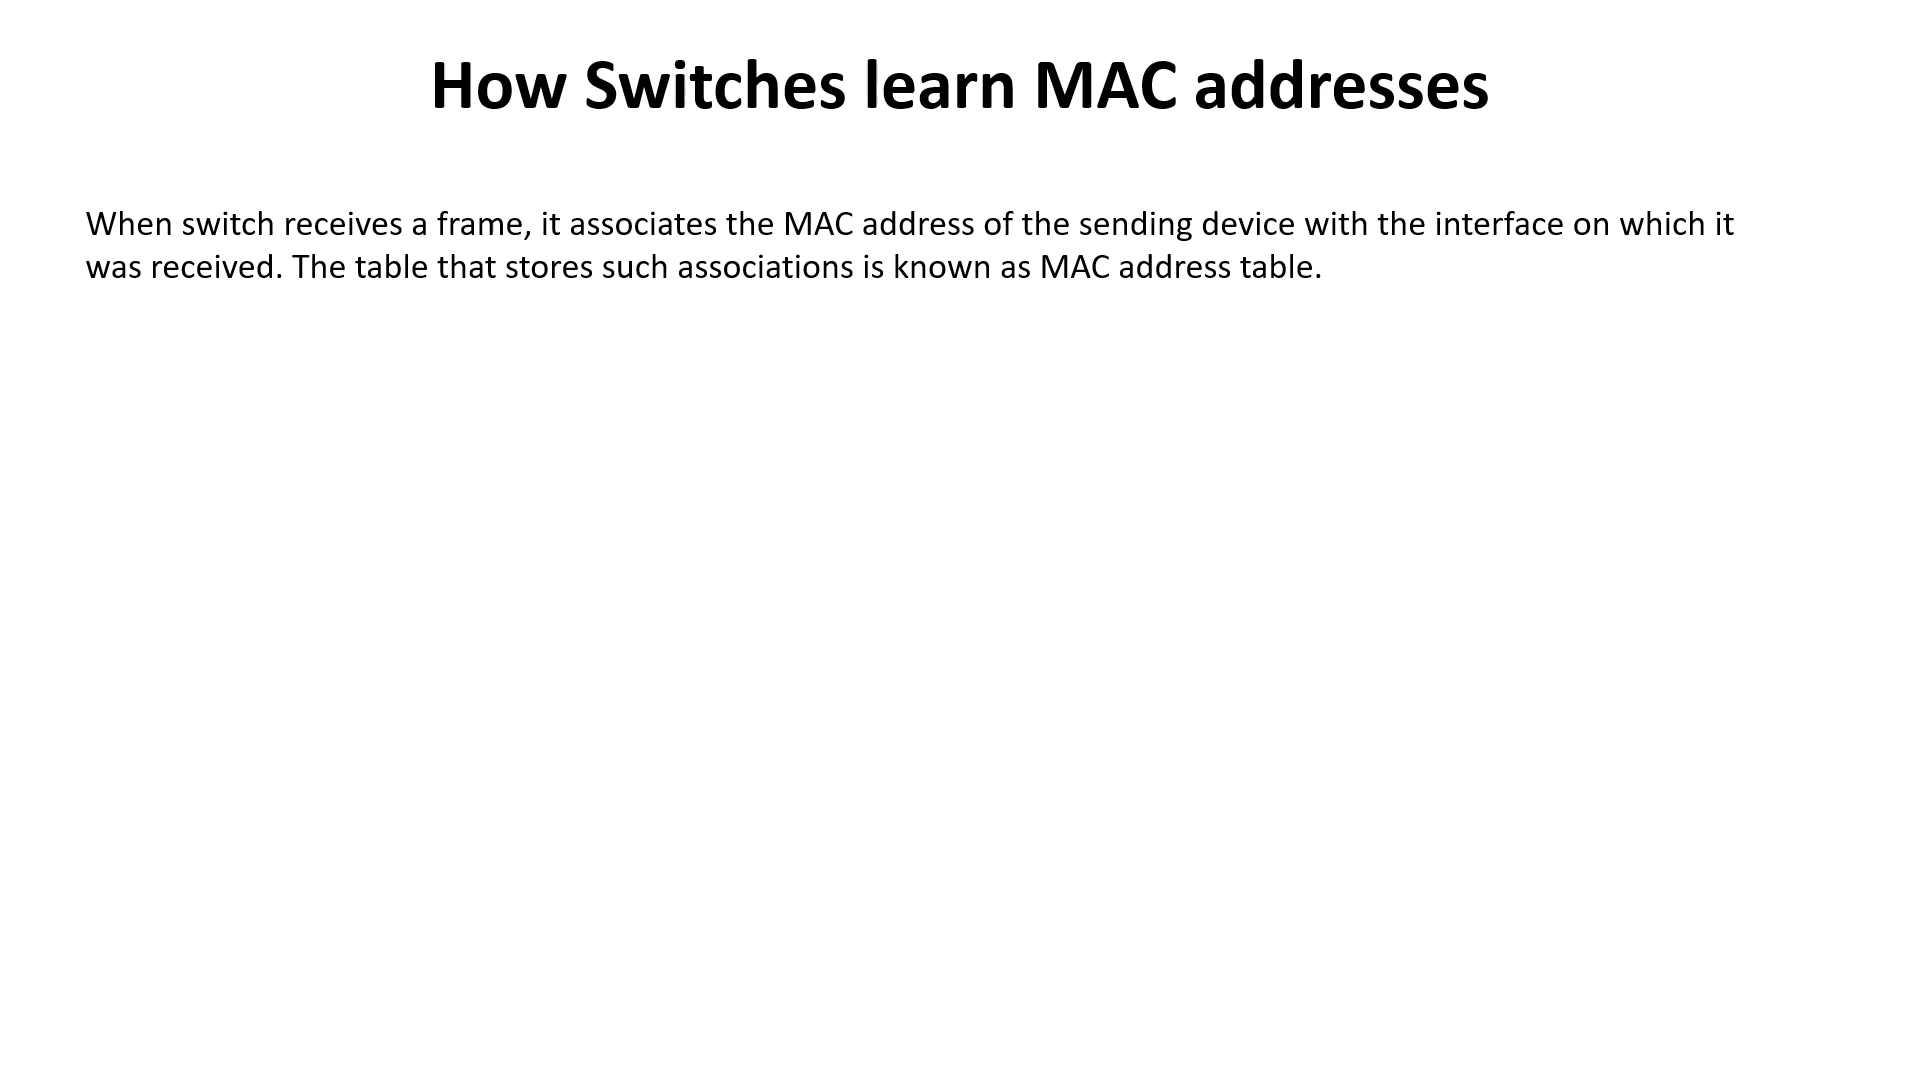 How Switches learn MAC addresses
When switch receives a frame, it associates the MAC address of the sending device with the interface on which it
was received. The table that stores such associations is known as MAC address table.